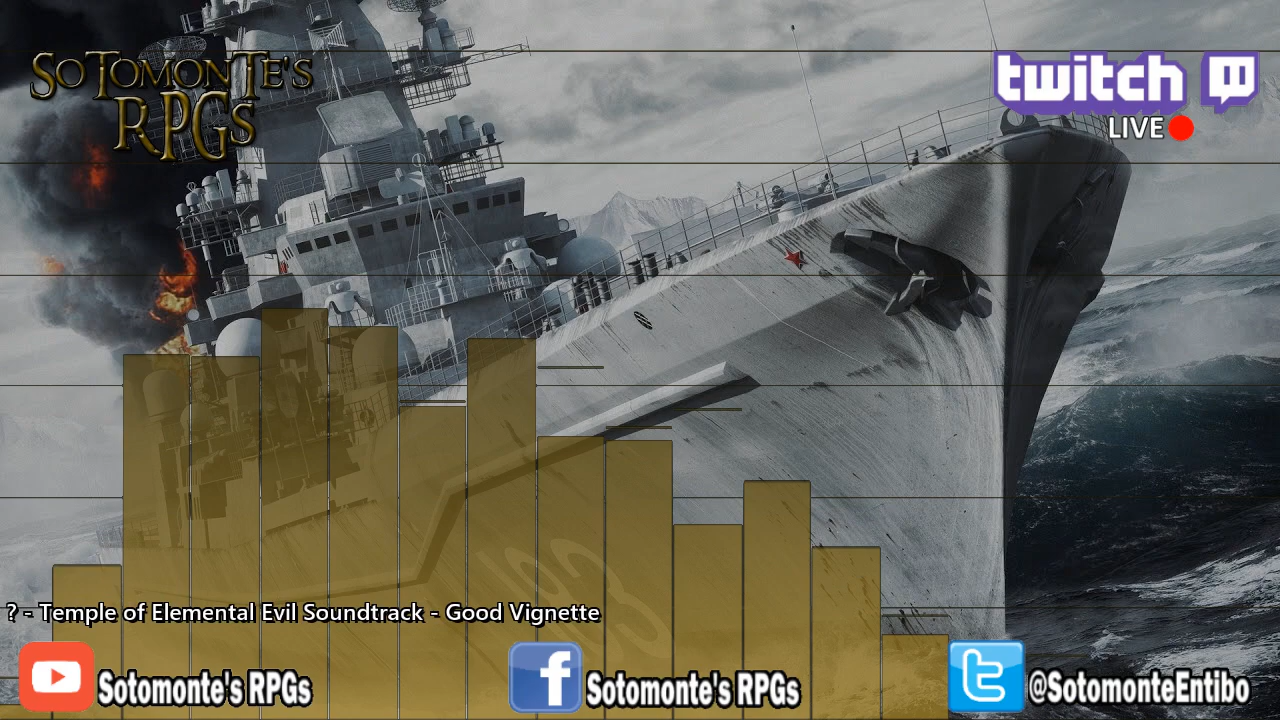 SOTOMONTE'S
RPGS
twitch
LIVE
? - Temple of Elemental Evil Soundtrack - Good Vignette
Sotomonte's RPGs
Sotomonte's RPGs
@SotomonteEntibo